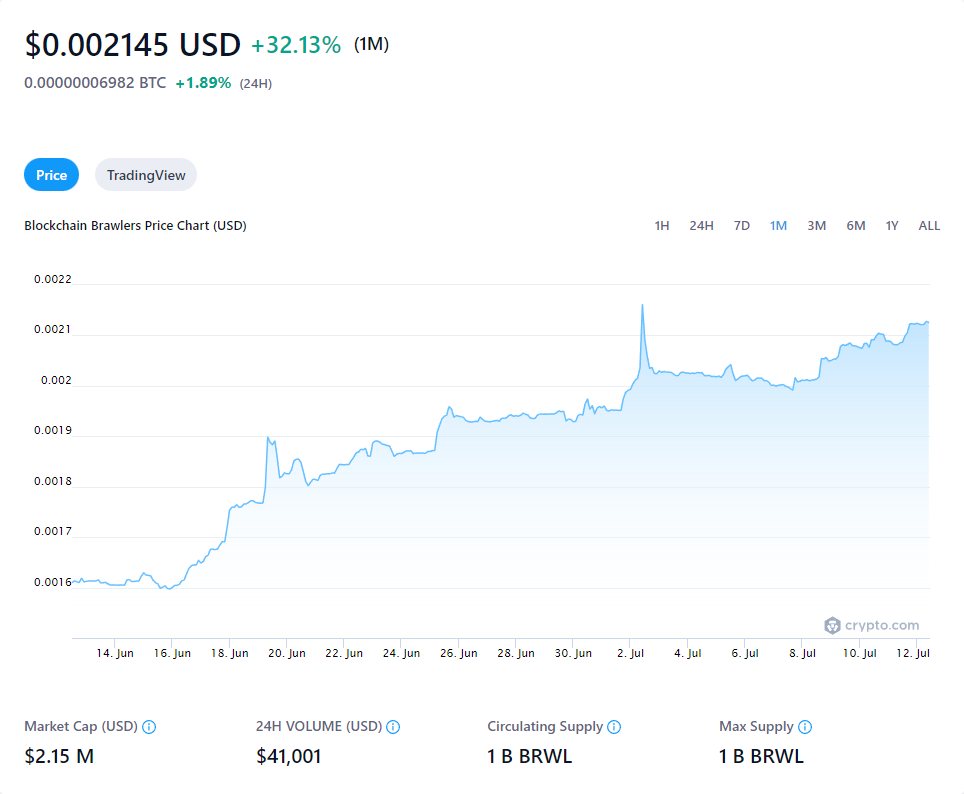 $0.002145 USD +32.13% (1M)
0.00000006982 BTC +1.89% (24H)
Price TradingView
Blockchain Brawlers Price Chart (USD) 1H 24H 7D 1M 3M 6M 1Y ALL
0.0022
0.0021
0.002
0.0019
0.0018
0.0017
0.0016
crypto.com
14. Jun 16. Jun 18. Jun 20. Jun 22. Jun 24. Jun 26. Jun 28. Jun 30. Jun 2. Jul 4. Jul 6. Jul 8. Jul 10. Jul 12. Jul
Market Cap (USD) 24H VOLUME (USD) Circulating Supply Max Supply
$2.15 M $41,001 1 B BRWL 1 B BRWL